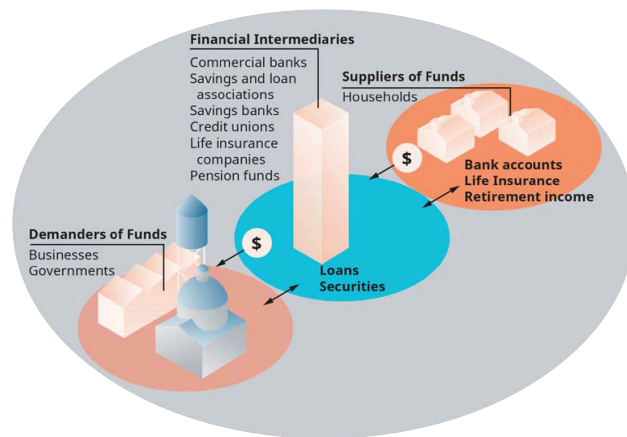 Financial Intermediaries
Commercial banks
Savings and loan
associations
Savings banks
Credit unions
Life insurance
companies
Pension funds
Suppliers of Funds
Households
$
Bank accounts
Life Insurance
Retirement income
Demanders of Funds
Businesses
Governments
$
Loans
Securities